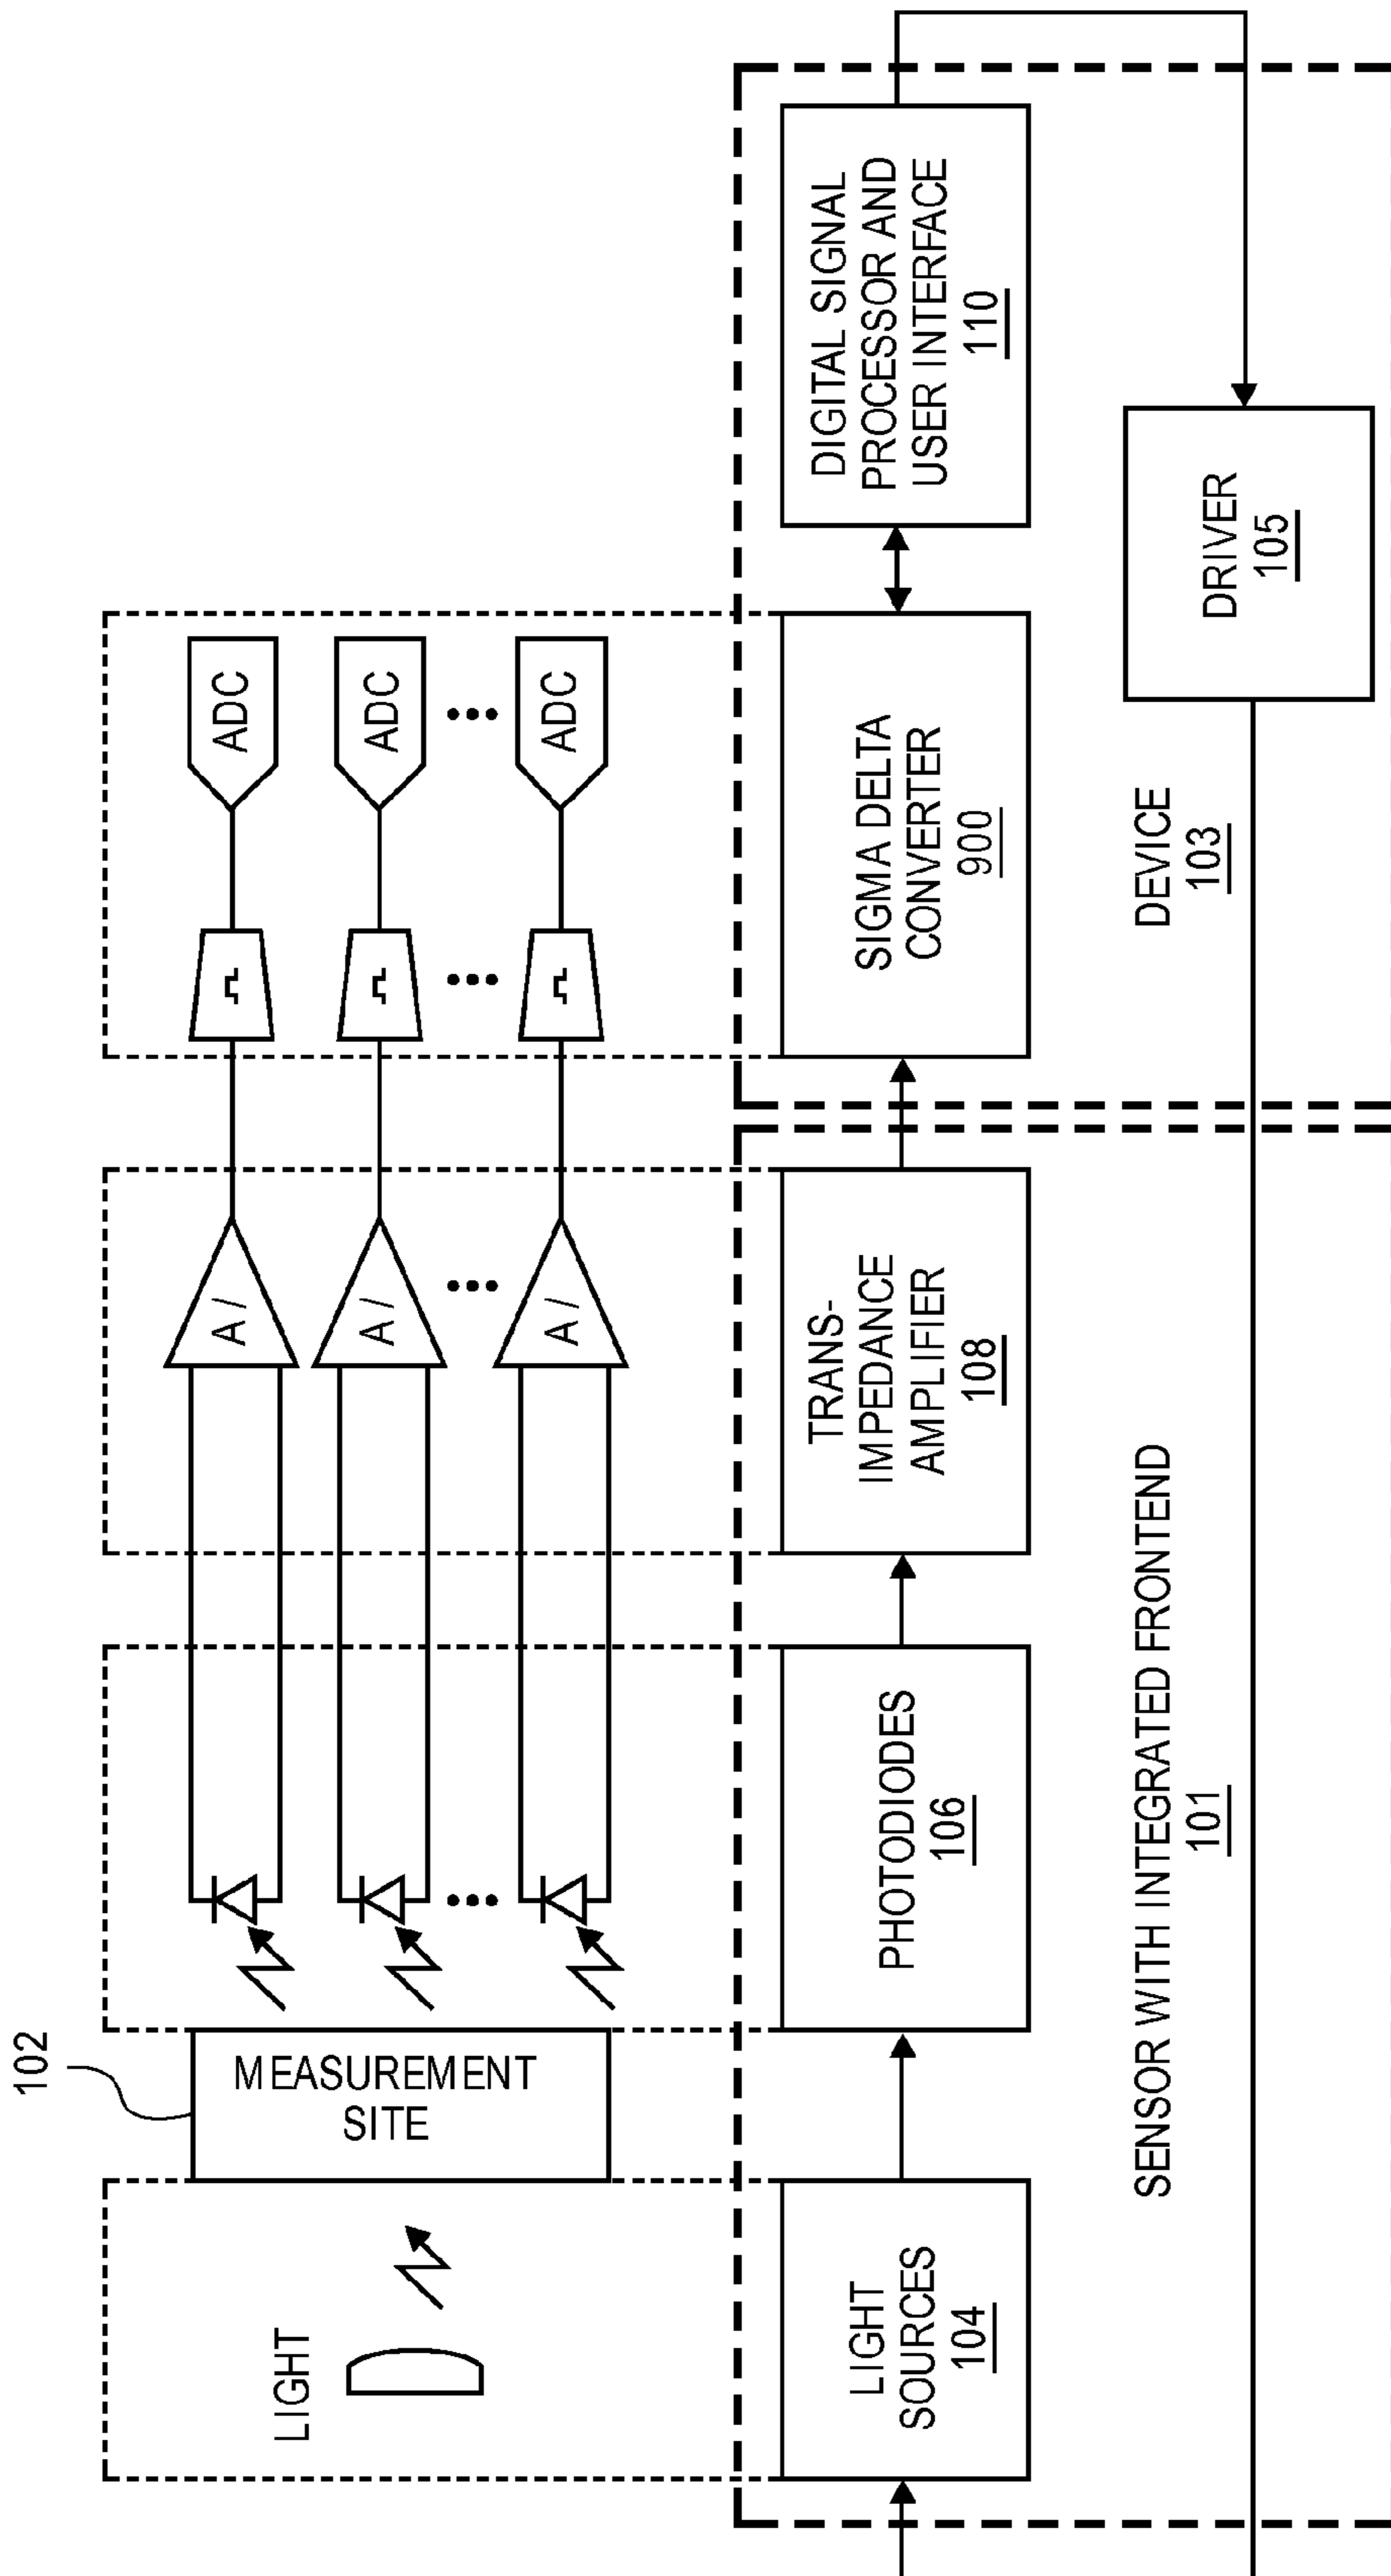 102
LIGHT
MEASUREMENT
SITE
A /
A /
A /
ADC
ADC
ADC
LIGHT
SOURCES
104
PHOTODIODES
106
TRANS-
IMPEDANCE
AMPLIFIER
108
SIGMA DELTA
CONVERTER
900
DIGITAL SIGNAL
PROCESSOR AND
USER INTERFACE
110
SENSOR WITH INTEGRATED FRONTEND
101
DEVICE
103
DRIVER
105